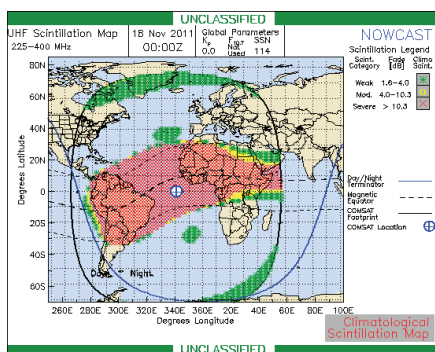 UNCLASSIFIED
UHF Scintillation Map
225-400 MHz
18 Nov 2011
00:00Z
Global Parameters
Kp F10.7 SSN
0.0 Not Used 114
NOWCAST
Scintillation Legend
Scint. Category Fade [dB] Climo Scint.
Weak 1.6-4.0
Mod. 4.0-10.3
Severe > 10.3
Day/Night Terminator
Magnetic Equator
COMSAT Footprint
COMSAT Location
Degrees Latitude
80N
60N
40N
20N
0
20S
40S
60S
Day Night
260E 280E 300E 320E 340E 0 20E 40E 60E 80E 100E
Degrees Longitude
Climatological
Scintillation Map
UNCLASSIFIED